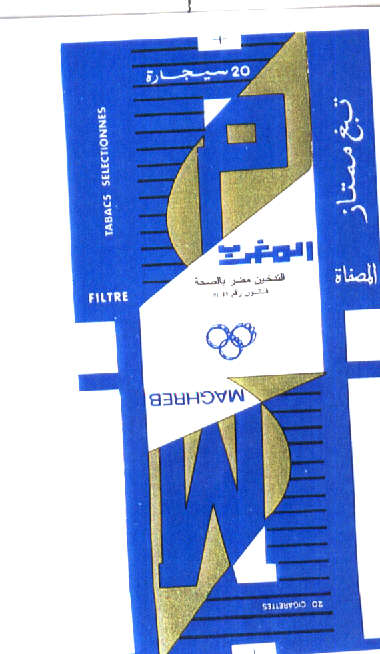 20 سيجارة
TABACS SELECTIONNES
تبغ ممتاز
م
المغرب
التدخين مضر بالصحة
FILTRE
المصفاة
MAGHREB
M
20 CIGARETTES